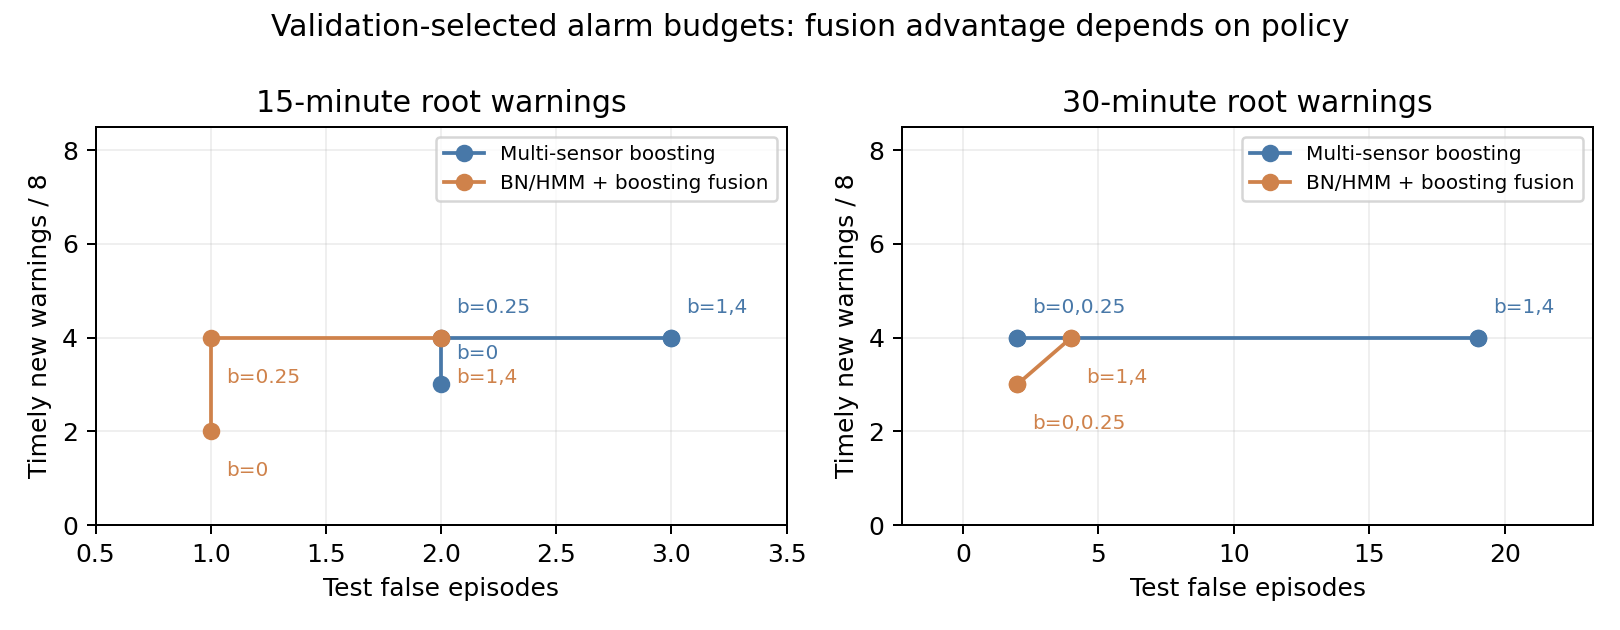 Validation-selected alarm budgets: fusion advantage depends on policy
15-minute root warnings
Timely new warnings / 8
8
6
4
2
0
Multi-sensor boosting
BN/HMM + boosting fusion
b=0.25
b=1,4
b=0
b=0.25
b=1,4
b=0
0.5
1.0
1.5
2.0
2.5
3.0
3.5
Test false episodes
30-minute root warnings
Timely new warnings / 8
8
6
4
2
0
Multi-sensor boosting
BN/HMM + boosting fusion
b=0,0.25
b=1,4
b=1,4
b=0,0.25
0
5
10
15
20
Test false episodes